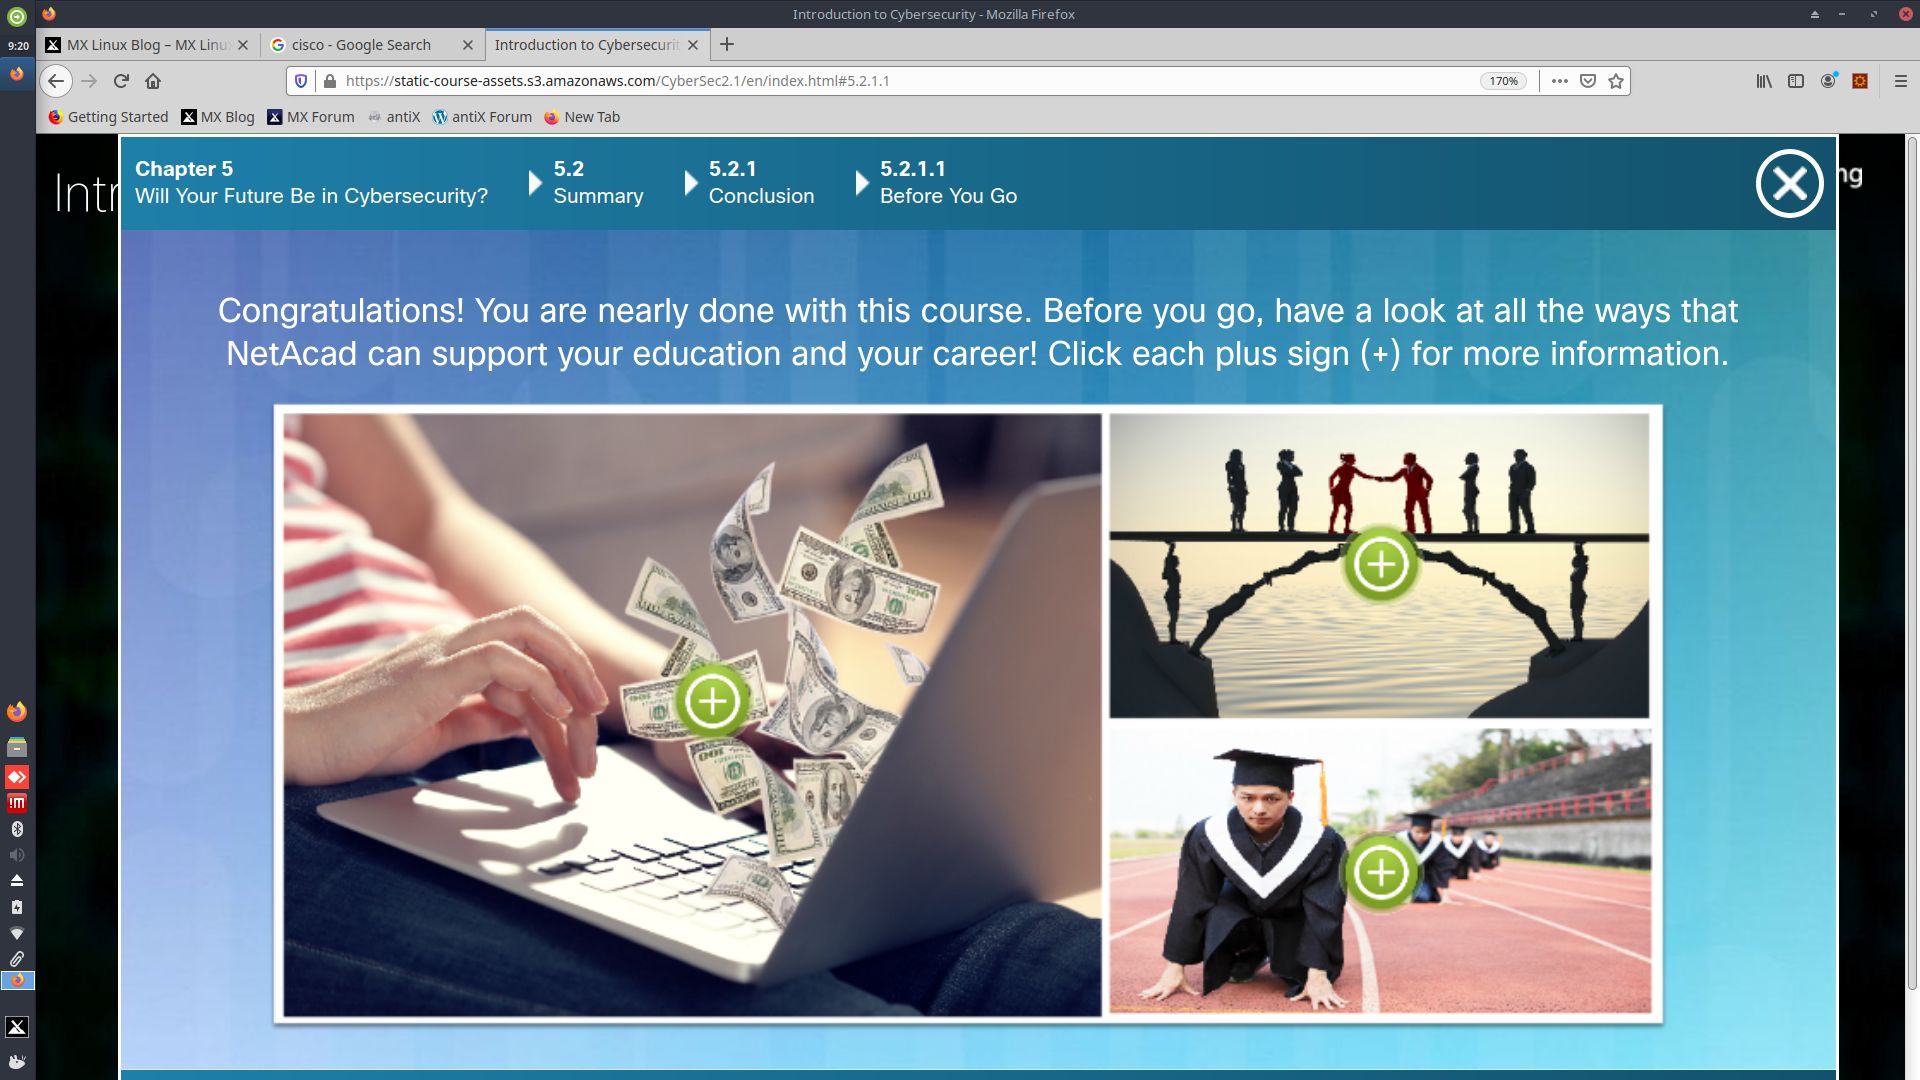 Introduction to Cybersecurity - Mozilla Firefox
9:20
MX Linux Blog – MX Linu
cisco - Google Search
Introduction to Cybersecurit
https://static-course-assets.s3.amazonaws.com/CyberSec2.1/en/index.html#5.2.1.1
170%
Getting Started
MX Blog
MX Forum
antiX
antiX Forum
New Tab
Intr
ng
Chapter 5
Will Your Future Be in Cybersecurity?
5.2
Summary
5.2.1
Conclusion
5.2.1.1
Before You Go
Congratulations! You are nearly done with this course. Before you go, have a look at all the ways that
NetAcad can support your education and your career! Click each plus sign (+) for more information.